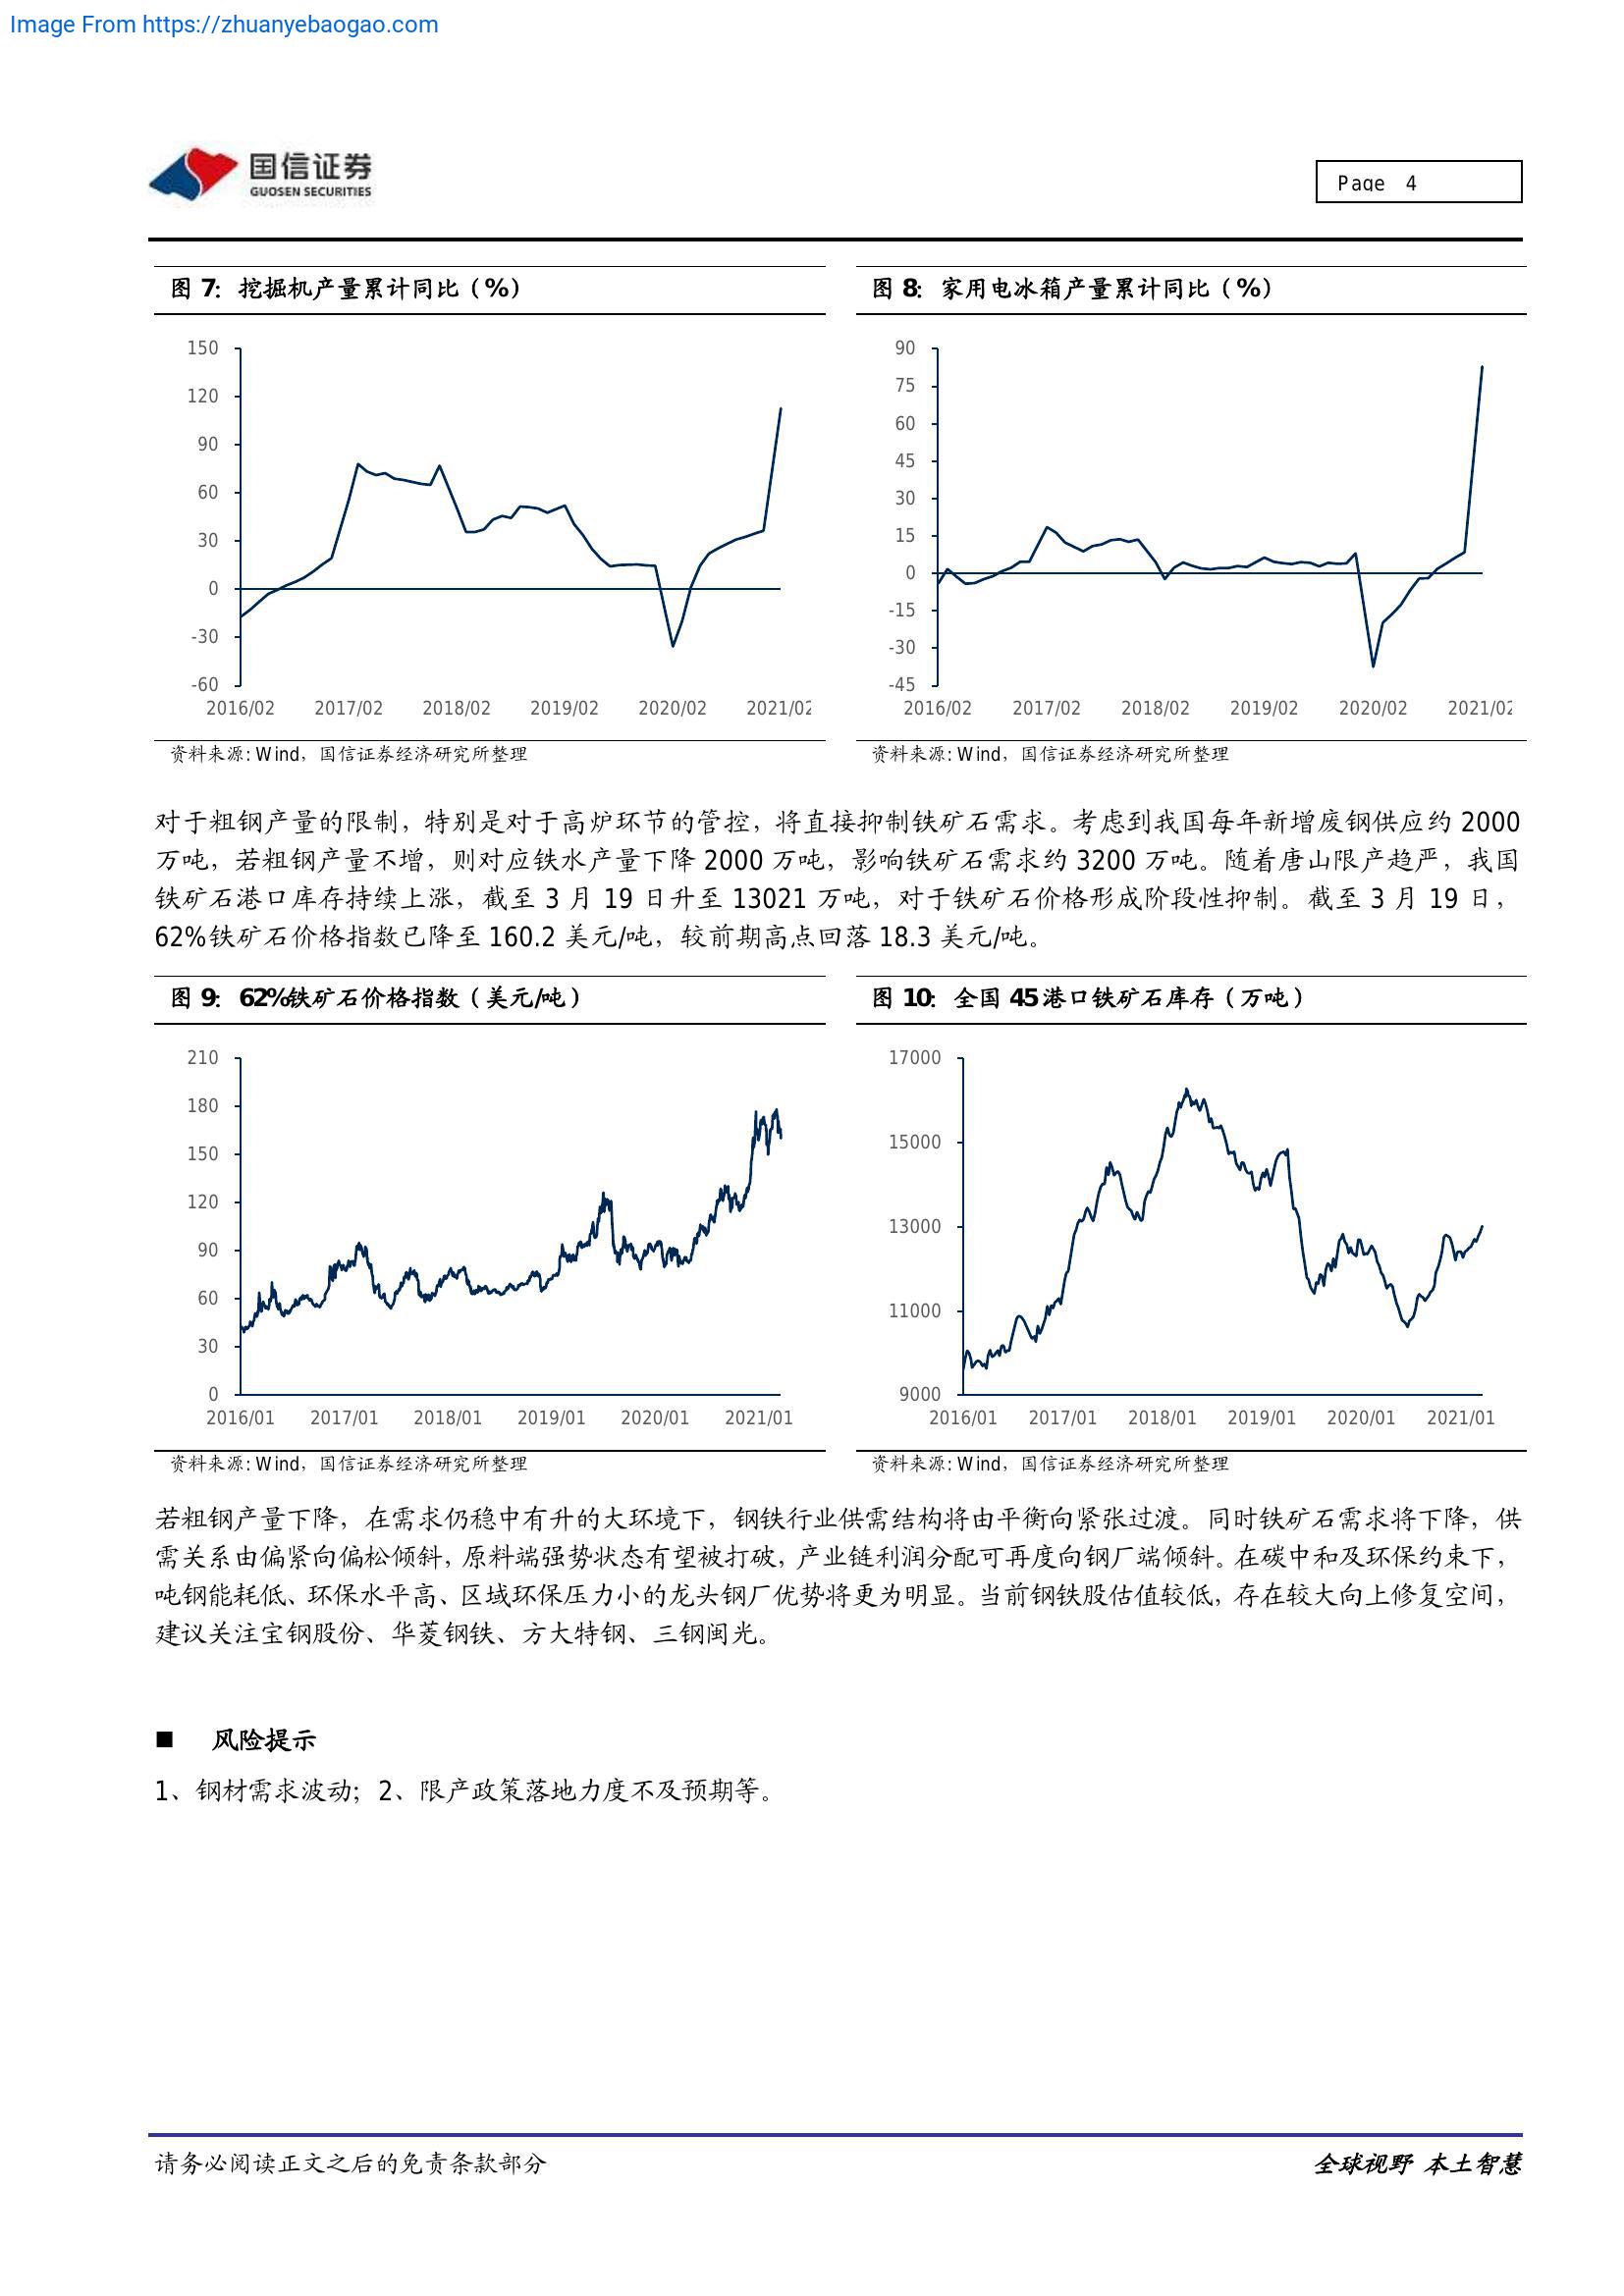 Image From https://zhuanyebaogao.com
国信证券
GUOSEN SECURITIES
Page 4
图 7: 挖掘机产量累计同比（%）
150
120
90
60
30
0
-30
-60
2016/02 2017/02 2018/02 2019/02 2020/02 2021/02
资料来源: Wind，国信证券经济研究所整理
图 8: 家用电冰箱产量累计同比（%）
90
75
60
45
30
15
0
-15
-30
-45
2016/02 2017/02 2018/02 2019/02 2020/02 2021/02
资料来源: Wind，国信证券经济研究所整理
对于粗钢产量的限制，特别是对于高炉环节的管控，将直接抑制铁矿石需求。考虑到我国每年新增废钢供应约 2000
万吨，若粗钢产量不增，则对应铁水产量下降 2000 万吨，影响铁矿石需求约 3200 万吨。随着唐山限产趋严，我国
铁矿石港口库存持续上涨，截至 3 月 19 日升至 13021 万吨，对于铁矿石价格形成阶段性抑制。截至 3 月 19 日，
62%铁矿石价格指数已降至 160.2 美元/吨，较前期高点回落 18.3 美元/吨。
图 9: 62%铁矿石价格指数（美元/吨）
210
180
150
120
90
60
30
0
2016/01 2017/01 2018/01 2019/01 2020/01 2021/01
资料来源: Wind，国信证券经济研究所整理
图 10: 全国 45 港口铁矿石库存（万吨）
17000
15000
13000
11000
9000
2016/01 2017/01 2018/01 2019/01 2020/01 2021/01
资料来源: Wind，国信证券经济研究所整理
若粗钢产量下降，在需求仍稳中有升的大环境下，钢铁行业供需结构将由平衡向紧张过渡。同时铁矿石需求将下降，供
需关系由偏紧向偏松倾斜，原料端强势状态有望被打破，产业链利润分配可再度向钢厂端倾斜。在碳中和及环保约束下，
吨钢能耗低、环保水平高、区域环保压力小的龙头钢厂优势将更为明显。当前钢铁股估值较低，存在较大向上修复空间，
建议关注宝钢股份、华菱钢铁、方大特钢、三钢闽光。
■ 风险提示
1、钢材需求波动；2、限产政策落地力度不及预期等。
请务必阅读正文之后的免责条款部分
全球视野 本土智慧